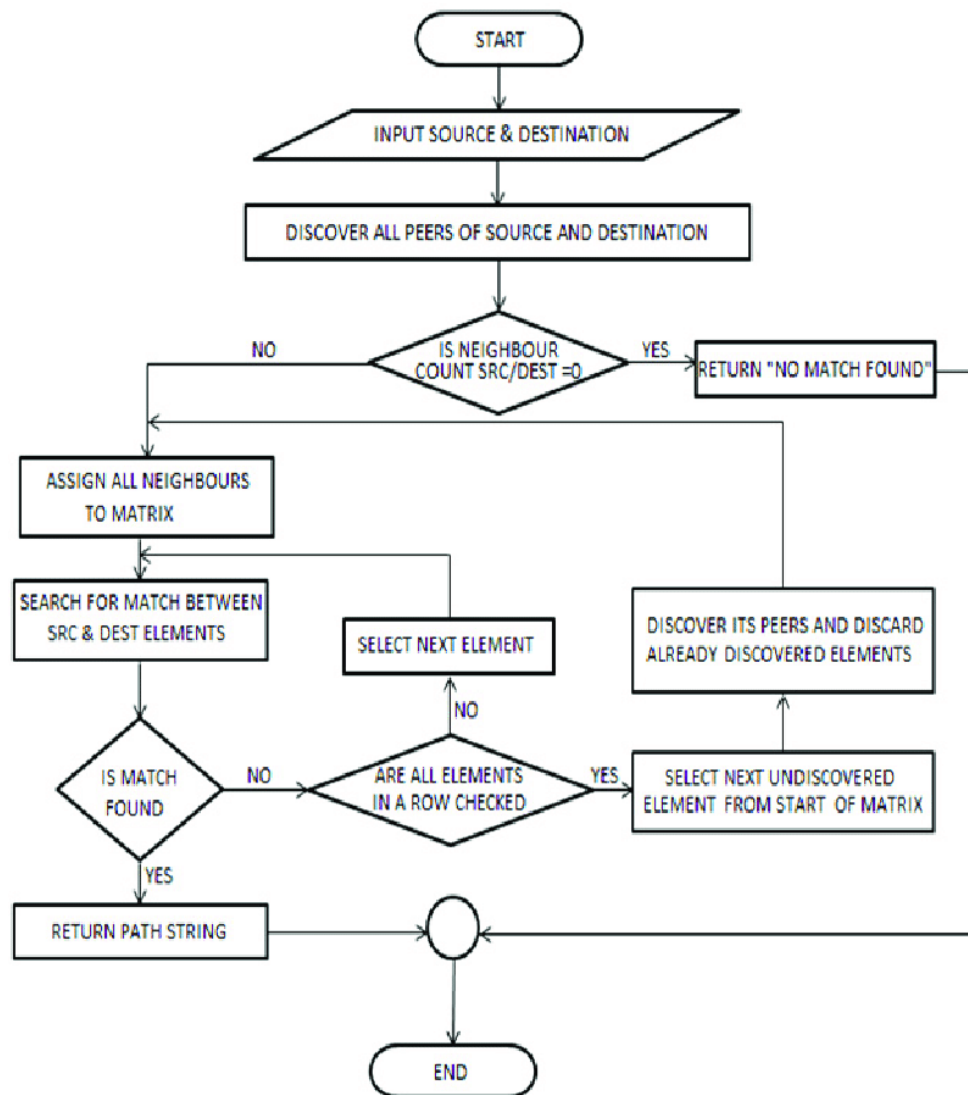 START
INPUT SOURCE & DESTINATION
DISCOVER ALL PEERS OF SOURCE AND DESTINATION
IS NEIGHBOUR
COUNT SRC/DEST =0
NO
YES
RETURN "NO MATCH FOUND"
ASSIGN ALL NEIGHBOURS
TO MATRIX
SEARCH FOR MATCH BETWEEN
SRC & DEST ELEMENTS
SELECT NEXT ELEMENT
DISCOVER ITS PEERS AND DISCARD
ALREADY DISCOVERED ELEMENTS
NO
IS MATCH
FOUND
NO
ARE ALL ELEMENTS
IN A ROW CHECKED
YES
SELECT NEXT UNDISCOVERED
ELEMENT FROM START OF MATRIX
YES
RETURN PATH STRING
END